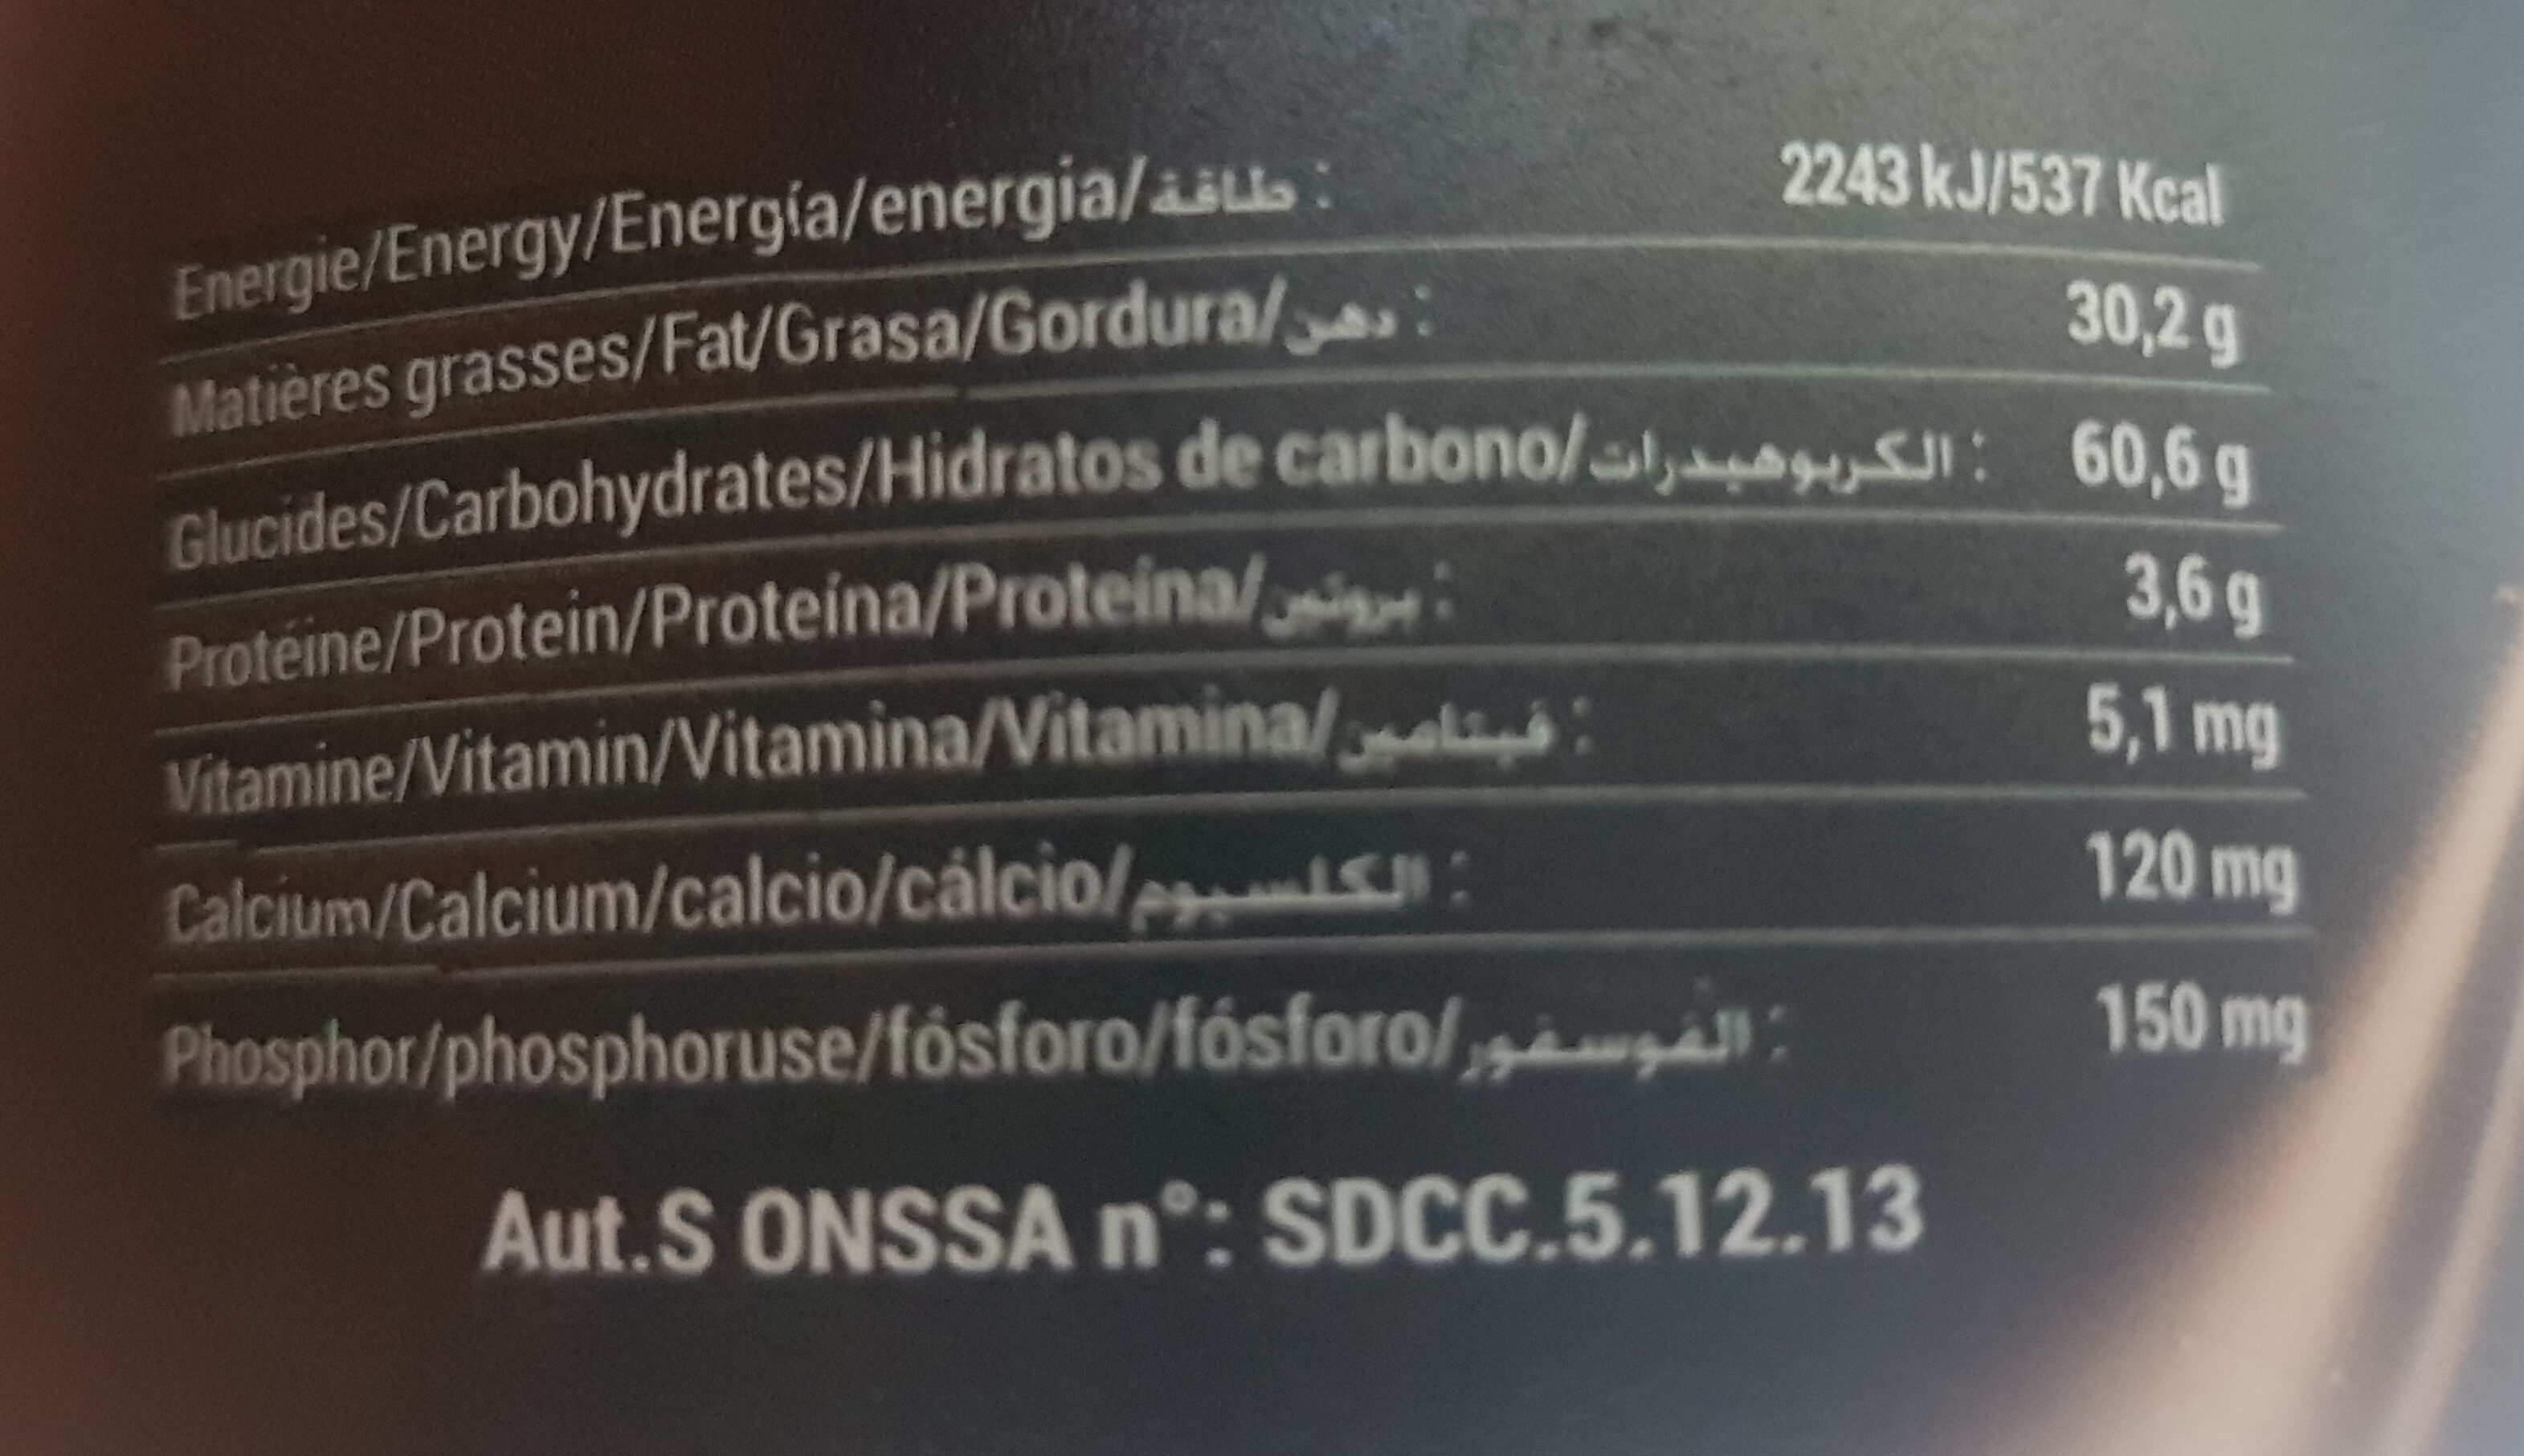 Energie/Energy/Energía/energia/طاقة : 2243 kJ/537 Kcal
Matières grasses/Fat/Grasa/Gordura/دهن : 30,2 g
Glucides/Carbohydrates/Hidratos de carbono/الكربوهيدرات : 60,6 g
Protéine/Protein/Proteína/Proteína/بروتين : 3,6 g
Vitamine/Vitamin/Vitamina/Vitamina/فيتامين : 5,1 mg
Calcium/Calcium/calcio/cálcio/الكلسيوم : 120 mg
Phosphor/phosphoruse/fósforo/fósforo/الفوسفور : 150 mg
Aut.S ONSSA n°: SDCC.5.12.13